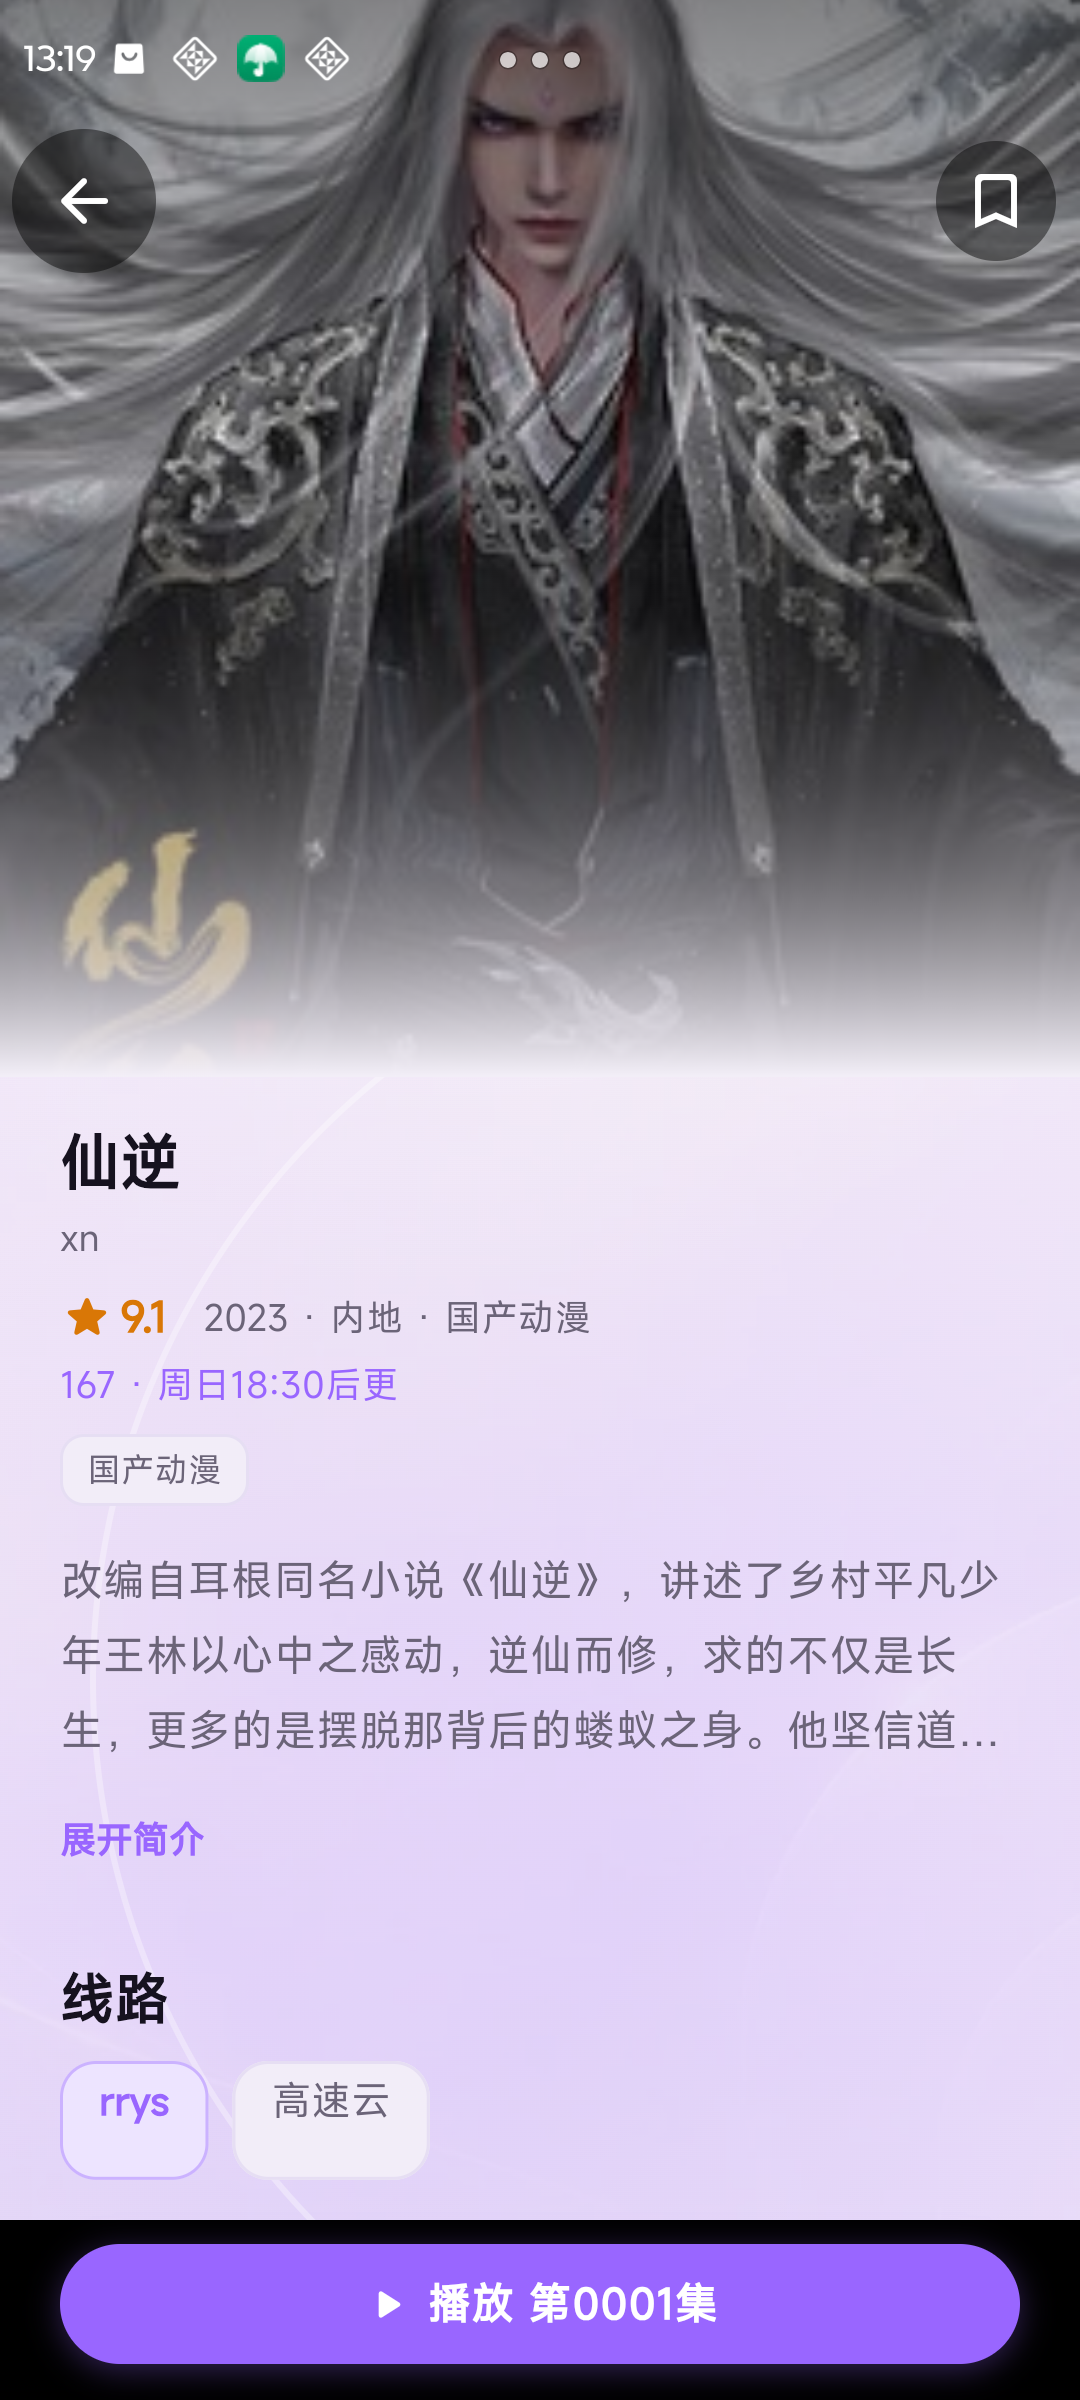 13:19
仙
仙逆
xn
9.1 2023 · 内地 · 国产动漫
167 · 周日18:30后更
国产动漫
改编自耳根同名小说《仙逆》，讲述了乡村平凡少
年王林以心中之感动，逆仙而修，求的不仅是长
生，更多的是摆脱那背后的蝼蚁之身。他坚信道...
展开简介
线路
rrys 高速云
播放 第0001集